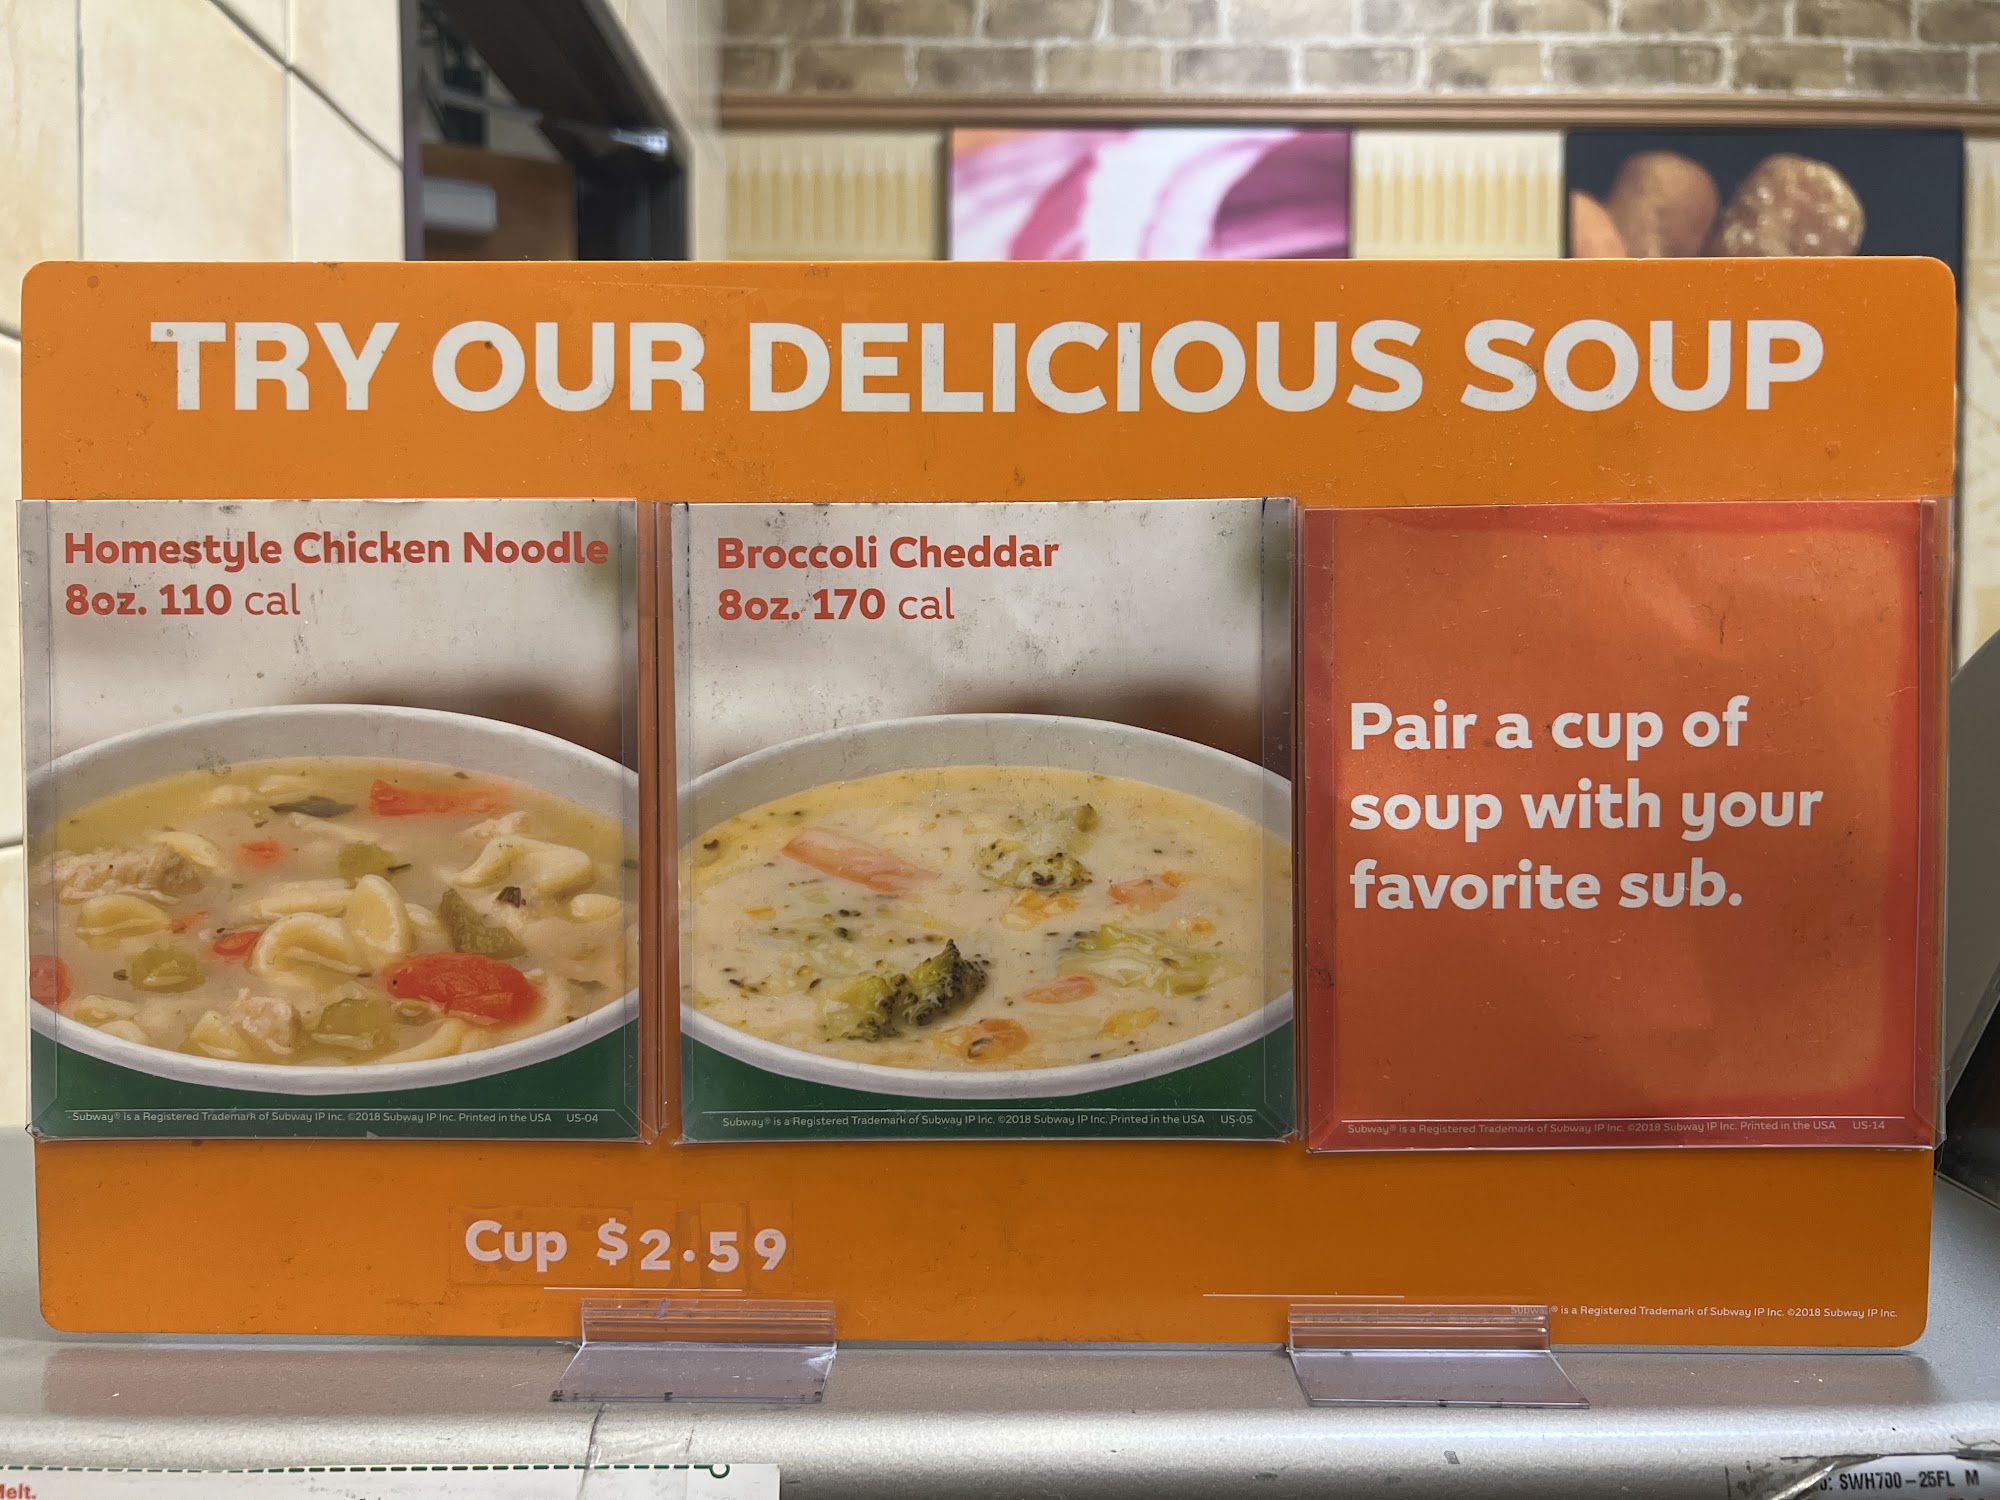 TRY OUR DELICIOUS SOUP
Homestyle Chicken Noodle
8oz. 110 cal
Broccoli Cheddar
8oz. 170 cal
Pair a cup of
soup with your
favorite sub.
Subway® is a Registered Trademark of Subway IP Inc. ©2018 Subway IP Inc. Printed in the USA US-04
Subway® is a Registered Trademark of Subway IP Inc. ©2018 Subway IP Inc. Printed in the USA US-05
Subway® is a Registered Trademark of Subway IP Inc. ©2018 Subway IP Inc. Printed in the USA US-14
Cup $2.59
Subway® is a Registered Trademark of Subway IP Inc. ©2018 Subway IP Inc.
Melt.
SWH700-25FL M